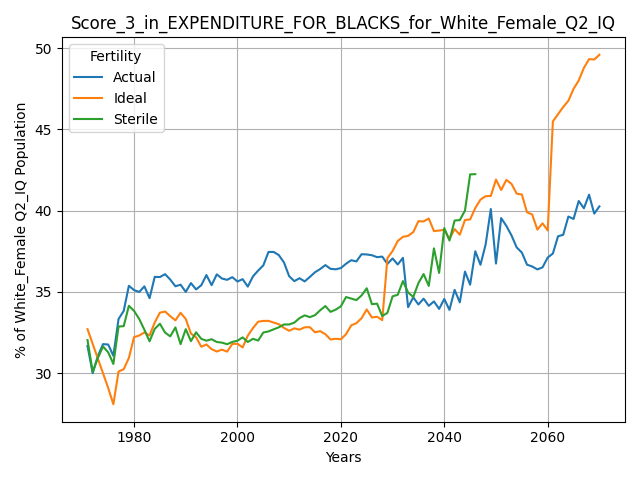 Score_3_in_EXPENDITURE_FOR_BLACKS_for_White_Female_Q2_IQ
Fertility
Actual
Ideal
Sterile
% of White_Female Q2_IQ Population
50
45
40
35
30
1980
2000
2020
2040
2060
Years